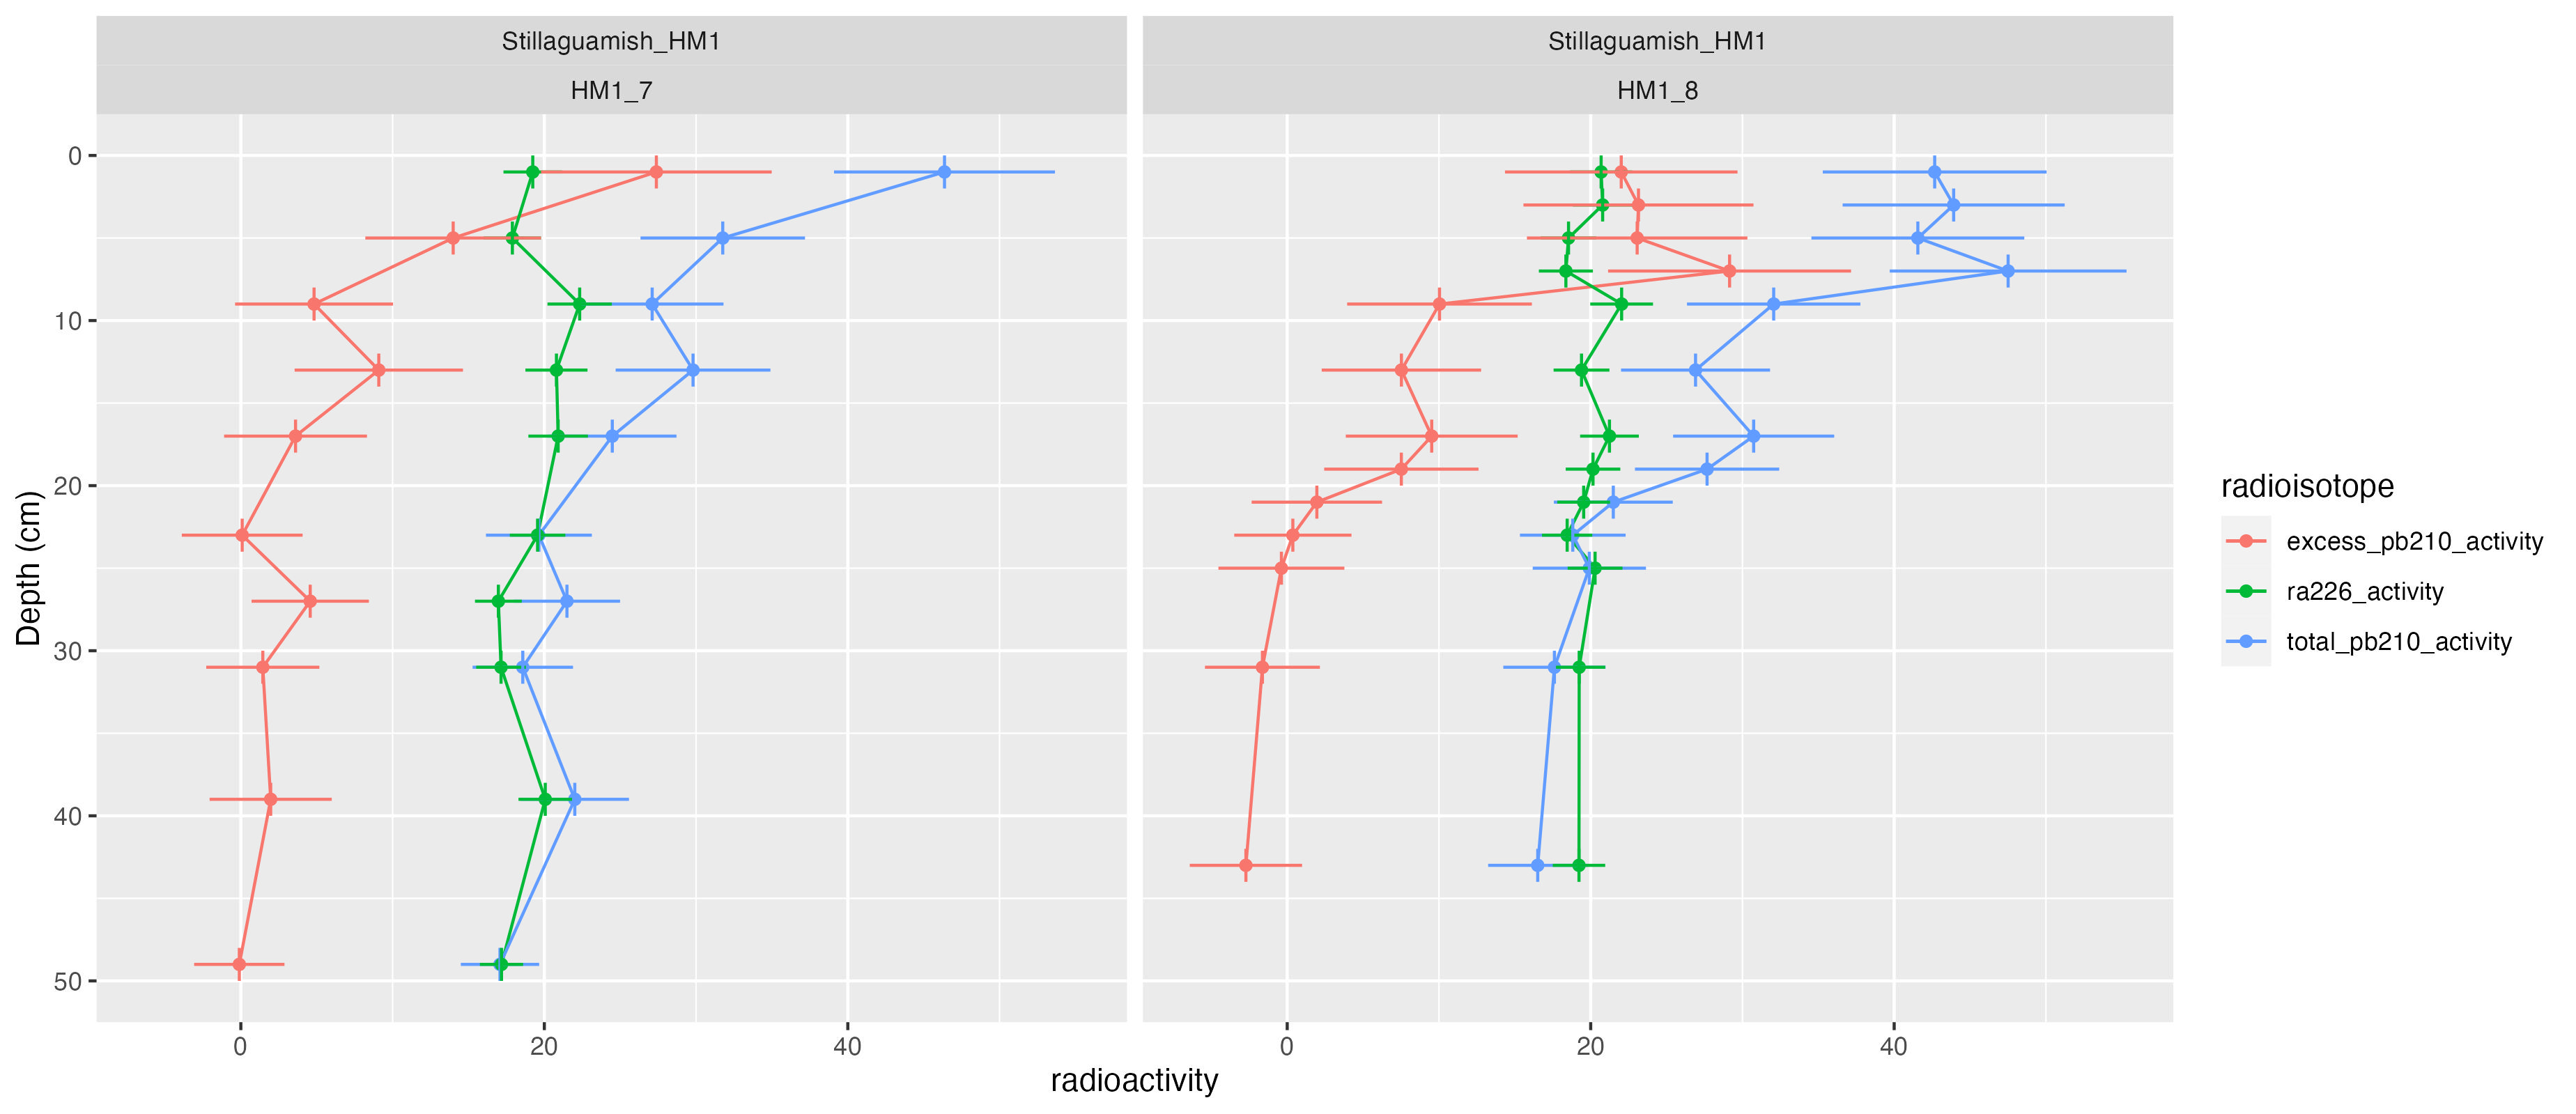 Stillaguamish_HM1
HM1_7
Stillaguamish_HM1
HM1_8
Depth (cm)
0
10
20
30
40
50
0
20
40
0
20
40
radioactivity
radioisotope
excess_pb210_activity
ra226_activity
total_pb210_activity